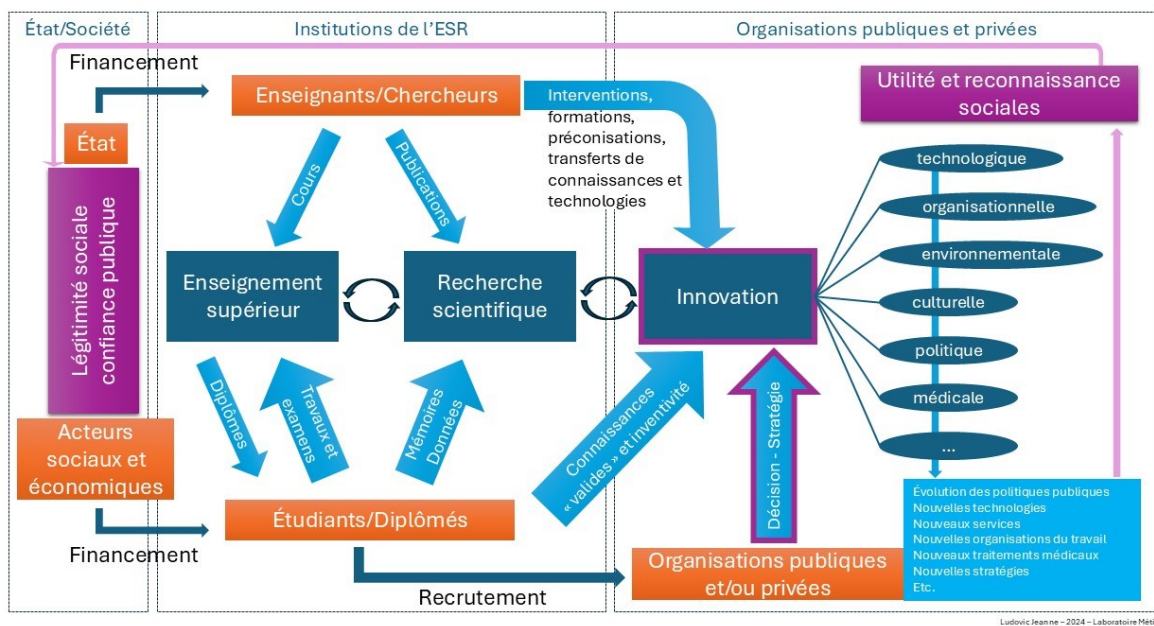 État/Société
Institutions de l’ESR
Organisations publiques et privées
Financement
État
Légitimité sociale
confiance publique
Acteurs
sociaux et
économiques
Financement
Enseignants/Chercheurs
Cours
Publications
Enseignement
supérieur
Recherche
scientifique
Diplômes
Travaux et
examens
Mémoires
Données
Étudiants/Diplômés
Recrutement
Interventions,
formations,
préconisations,
transferts de
connaissances et
technologies
Innovation
Connaissances
« valides » et inventivité
Décision - Stratégie
Organisations publiques
et/ou privées
Utilité et reconnaissance
sociales
technologique
organisationnelle
environnementale
culturelle
politique
médicale
...
Évolution des politiques publiques
Nouvelles technologies
Nouveaux services
Nouvelles organisations du travail
Nouveaux traitements médicaux
Nouvelles stratégies
Etc.
Ludovic Jeanne – 2024 – Laboratoire Méti